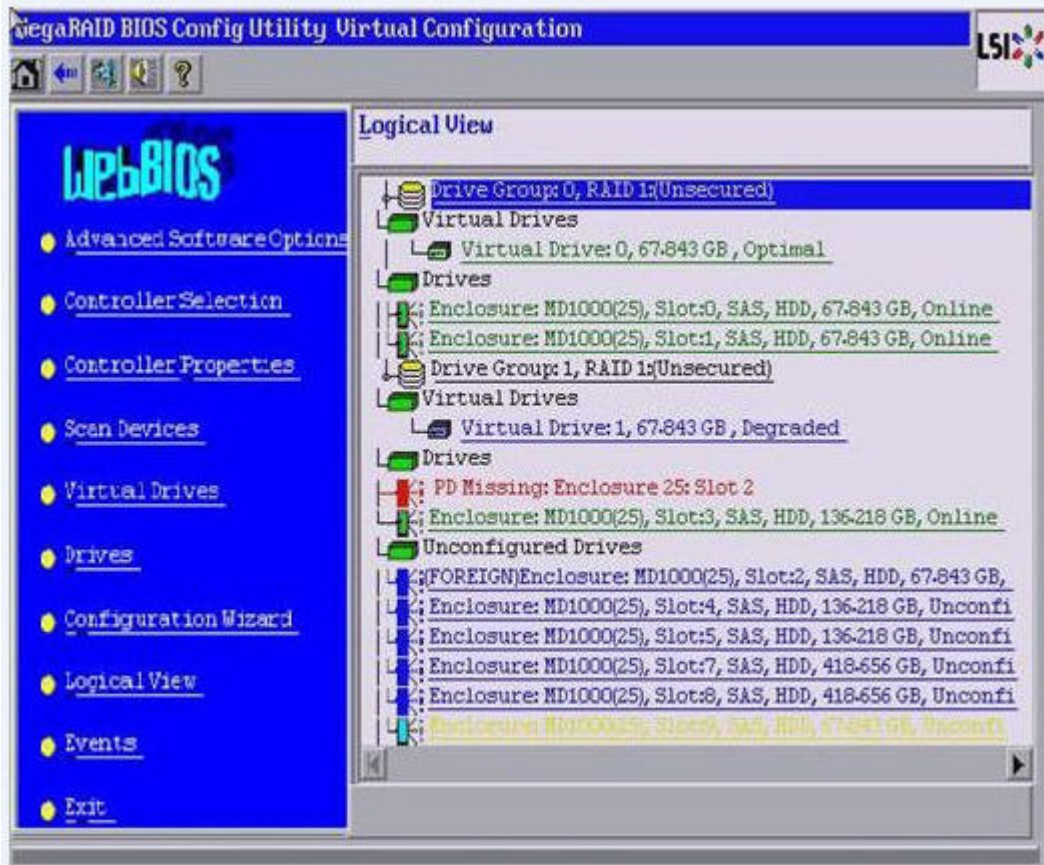 MegaRAID BIOS Config Utility Virtual Configuration
LSI
?
WebBIOS
Advanced Software Options
Controller Selection
Controller Properties
Scan Devices
Virtual Drives
Drives
Configuration Wizard
Logical View
Events
Exit
Logical View
Drive Group: 0, RAID 1:(Unsecured)
Virtual Drives
Virtual Drive: 0, 67.843 GB , Optimal
Drives
Enclosure: MD1000(25), Slot:0, SAS, HDD, 67.843 GB, Online
Enclosure: MD1000(25), Slot:1, SAS, HDD, 67.843 GB, Online
Drive Group: 1, RAID 1:(Unsecured)
Virtual Drives
Virtual Drive: 1, 67.843 GB , Degraded
Drives
PD Missing: Enclosure 25: Slot 2
Enclosure: MD1000(25), Slot:3, SAS, HDD, 136.218 GB, Online
Unconfigured Drives
(FOREIGN)Enclosure: MD1000(25), Slot:2, SAS, HDD, 67.843 GB,
Enclosure: MD1000(25), Slot:4, SAS, HDD, 136.218 GB, Unconfi
Enclosure: MD1000(25), Slot:5, SAS, HDD, 136.218 GB, Unconfi
Enclosure: MD1000(25), Slot:7, SAS, HDD, 418.656 GB, Unconfi
Enclosure: MD1000(25), Slot:8, SAS, HDD, 418.656 GB, Unconfi
Enclosure: MD1000(25), Slot:9, SAS, HDD, 67.843 GB, Unconfi